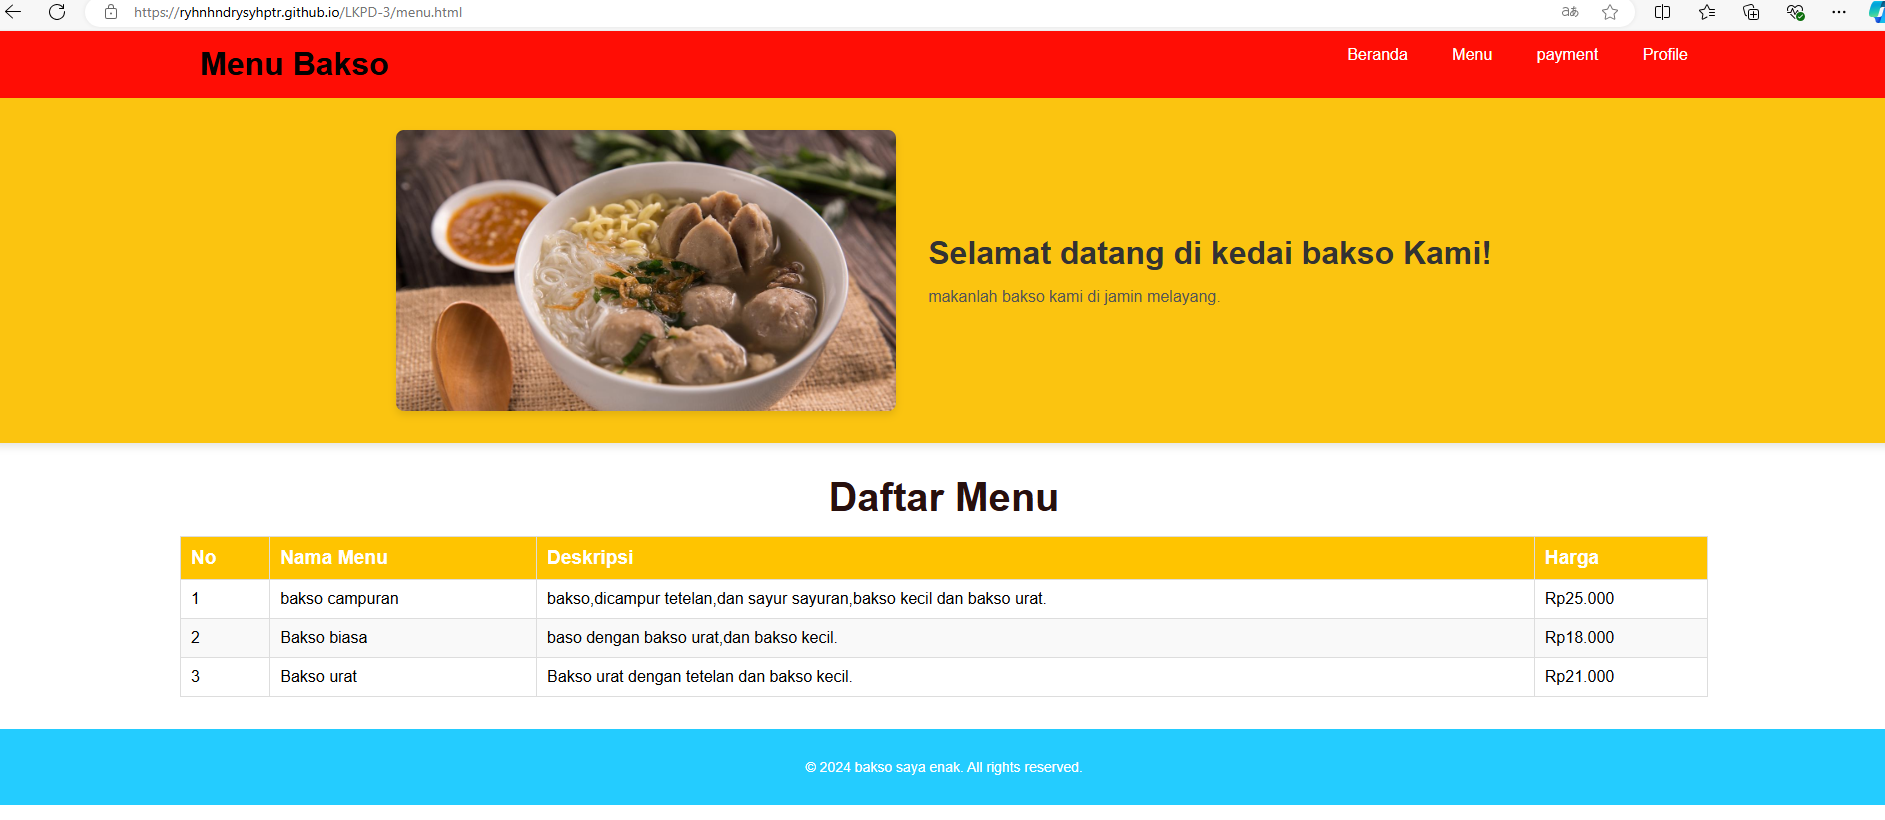 https://ryhnhndrysyhptr.github.io/LKPD-3/menu.html
Menu Bakso
Beranda Menu payment Profile
Selamat datang di kedai bakso Kami!
makanlah bakso kami di jamin melayang.
Daftar Menu
No Nama Menu Deskripsi Harga
1 bakso campuran bakso,dicampur tetelan,dan sayur sayuran,bakso kecil dan bakso urat. Rp25.000
2 Bakso biasa baso dengan bakso urat,dan bakso kecil. Rp18.000
3 Bakso urat Bakso urat dengan tetelan dan bakso kecil. Rp21.000
© 2024 bakso saya enak. All rights reserved.